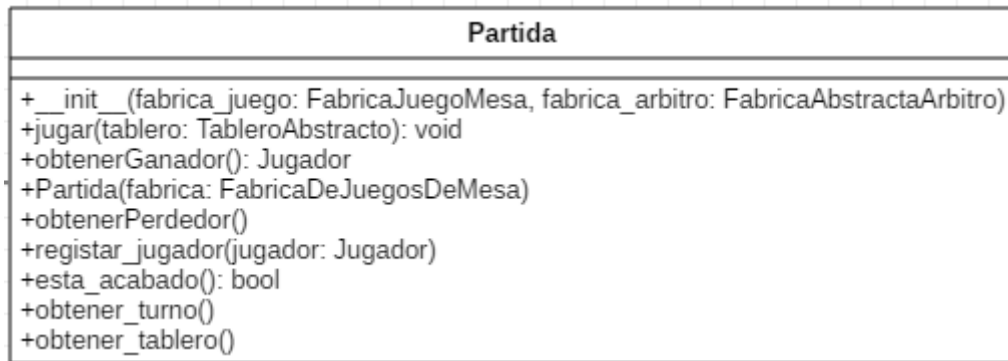 Partida
+__init__(fabrica_juego: FabricaJuegoMesa, fabrica_arbitro: FabricaAbstractaArbitro)
+jugar(tablero: TableroAbstracto): void
+obtenerGanador(): Jugador
+Partida(fabrica: FabricaDeJuegosDeMesa)
+obtenerPerdedor()
+registar_jugador(jugador: Jugador)
+esta_acabado(): bool
+obtener_turno()
+obtener_tablero()